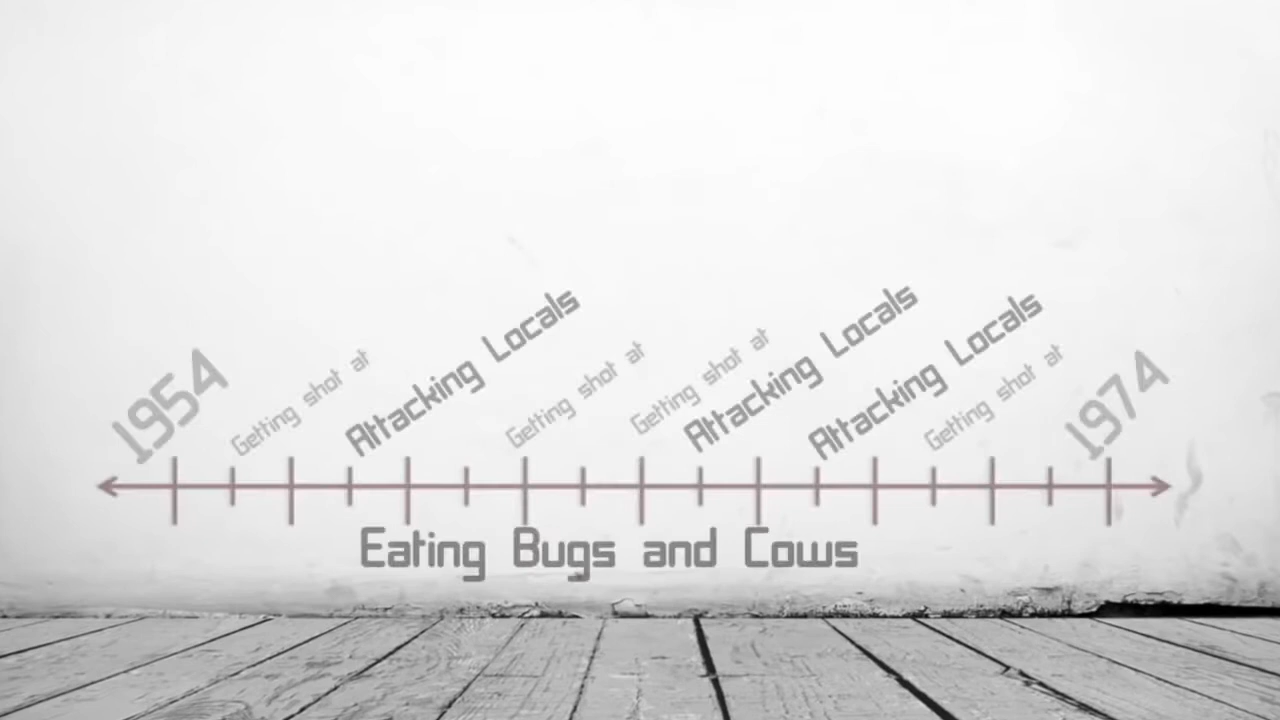 1954
Getting shot at
Attacking Locals
Getting shot at
Getting shot at
Attacking Locals
Attacking Locals
Getting shot at
1974
Eating Bugs and Cows